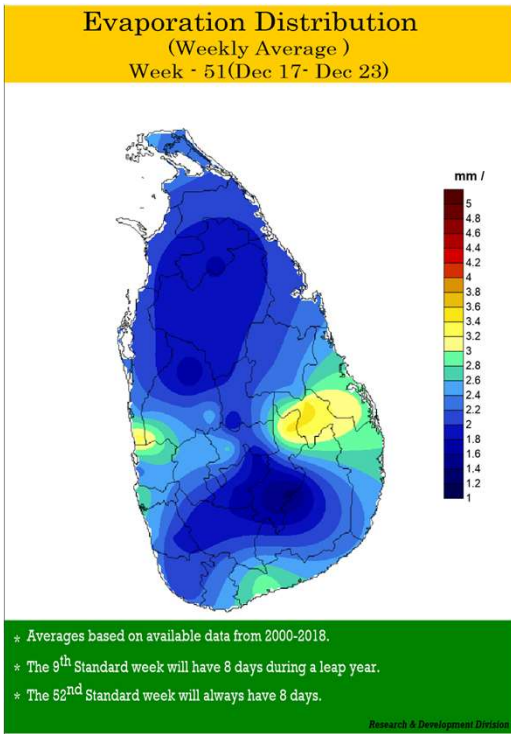 Evaporation Distribution
(Weekly Average )
Week - 51(Dec 17- Dec 23)
mm /
5
4.8
4.6
4.4
4.2
4
3.8
3.6
3.4
3.2
3
2.8
2.6
2.4
2.2
2
1.8
1.6
1.4
1.2
1
* Averages based on available data from 2000-2018.
* The 9th Standard week will have 8 days during a leap year.
* The 52nd Standard week will always have 8 days.
Research & Development Division